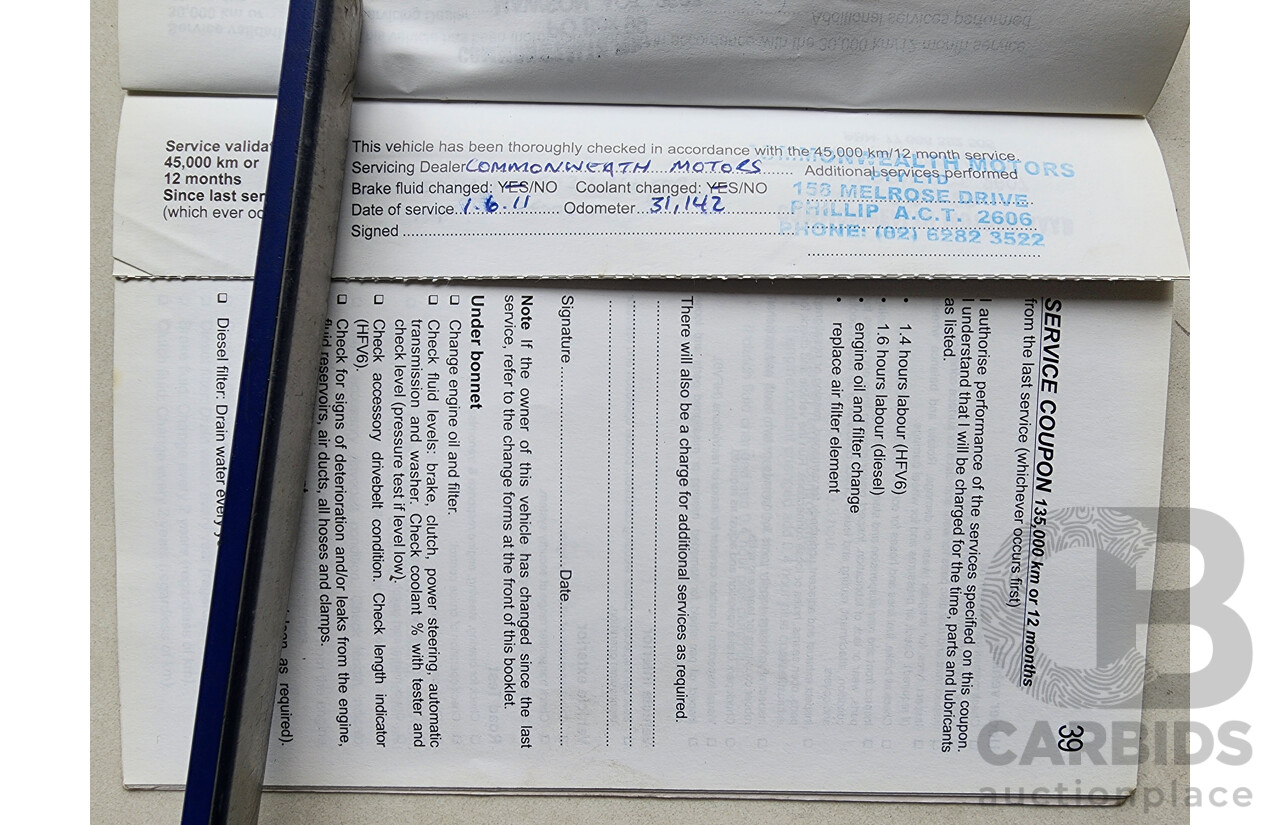 Service valida
45,000 km or
12 months
Since last ser
(which ever oc
This vehicle has been thoroughly checked in accordance with the 45,000 km/12 month service.
Servicing Dealer COMMONWEATH MOTORS Additional services performed
Brake fluid changed: YES/NO Coolant changed: YES/NO
Date of service 1.6.11 Odometer 31,142
Signed
COMMONWEALTH MOTORS
PTY LTD
158 MELROSE DRIVE
PHILLIP A.C.T. 2606
PHONE: (02) 6282 3522
39
SERVICE COUPON 135,000 km or 12 months
from the last service (whichever occurs first)
I authorise performance of the services specified on this coupon.
I understand that I will be charged for the time, parts and lubricants
as listed.
• 1.4 hours labour (HFV6)
• 1.6 hours labour (diesel)
• engine oil and filter change
• replace air filter element
There will also be a charge for additional services as required.
Signature Date
Note If the owner of this vehicle has changed since the last
service, refer to the change forms at the front of this booklet.
Under bonnet
❑ Change engine oil and filter.
❑ Check fluid levels: brake, clutch, power steering, automatic
transmission and washer. Check coolant % with tester and
check level (pressure test if level low).
❑ Check accessory drivebelt condition. Check length indicator
(HFV6).
❑ Check for signs of deterioration and/or leaks from the engine,
fluid reservoirs, air ducts, all hoses and clamps.
as required).
❑ Diesel filter: Drain water every
CARBIDS
auctionplace